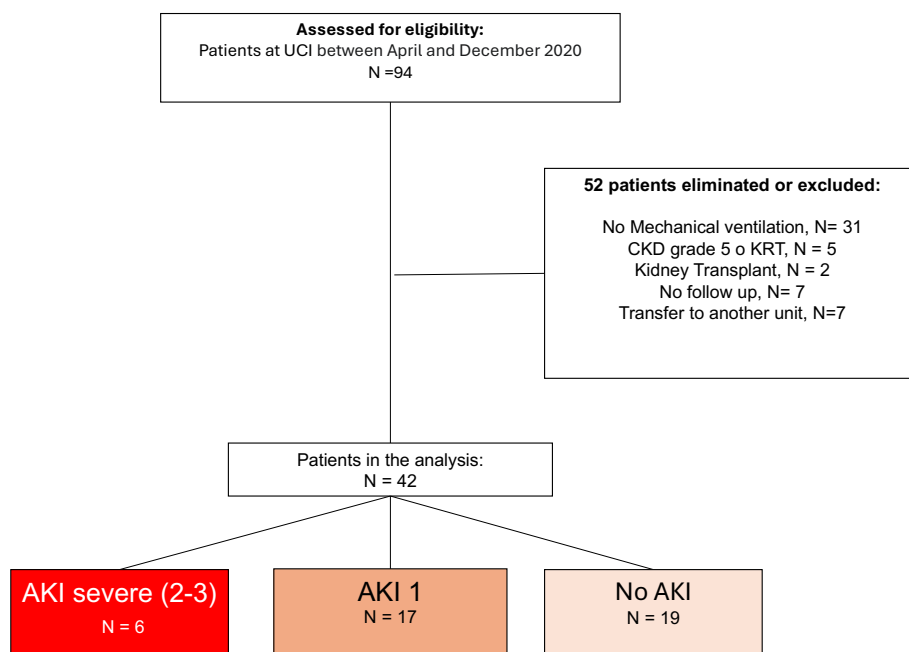 Assessed for eligibility:
Patients at UCI between April and December 2020
N =94
52 patients eliminated or excluded:
No Mechanical ventilation, N= 31
CKD grade 5 o KRT, N = 5
Kidney Transplant, N = 2
No follow up, N= 7
Transfer to another unit, N=7
Patients in the analysis:
N = 42
AKI severe (2-3)
N = 6
AKI 1
N = 17
No AKI
N = 19